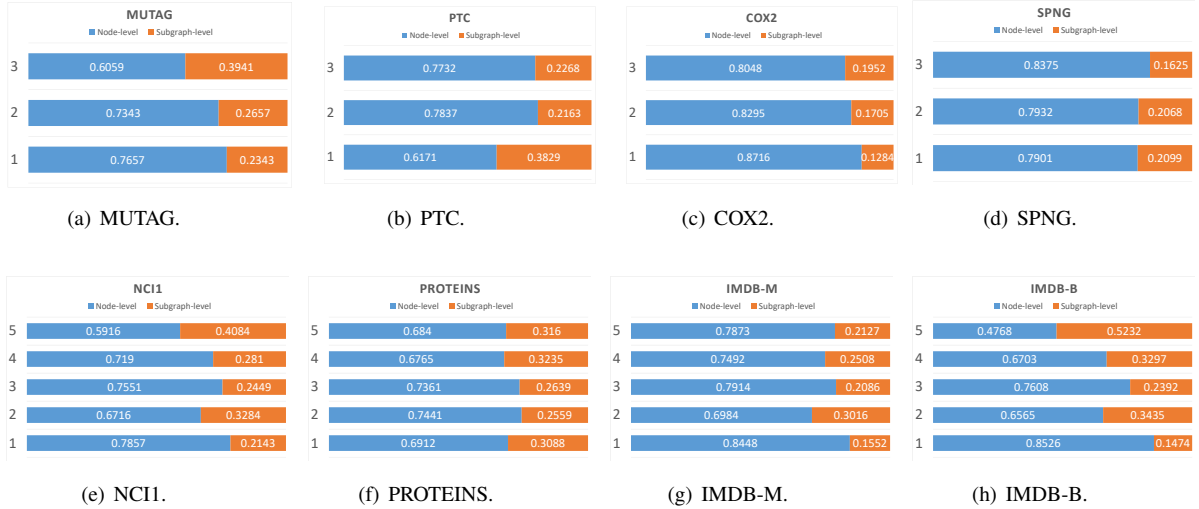 MUTAG
Node-level Subgraph-level
3 0.6059 0.3941
2 0.7343 0.2657
1 0.7657 0.2343
(a) MUTAG.
PTC
Node-level Subgraph-level
3 0.7732 0.2268
2 0.7837 0.2163
1 0.6171 0.3829
(b) PTC.
COX2
Node-level Subgraph-level
3 0.8048 0.1952
2 0.8295 0.1705
1 0.8716 0.1284
(c) COX2.
SPNG
Node-level Subgraph-level
3 0.8375 0.1625
2 0.7932 0.2068
1 0.7901 0.2099
(d) SPNG.
NCI1
Node-level Subgraph-level
5 0.5916 0.4084
4 0.719 0.281
3 0.7551 0.2449
2 0.6716 0.3284
1 0.7857 0.2143
(e) NCI1.
PROTEINS
Node-level Subgraph-level
5 0.684 0.316
4 0.6765 0.3235
3 0.7361 0.2639
2 0.7441 0.2559
1 0.6912 0.3088
(f) PROTEINS.
IMDB-M
Node-level Subgraph-level
5 0.7873 0.2127
4 0.7492 0.2508
3 0.7914 0.2086
2 0.6984 0.3016
1 0.8448 0.1552
(g) IMDB-M.
IMDB-B
Node-level Subgraph-level
5 0.4768 0.5232
4 0.6703 0.3297
3 0.7608 0.2392
2 0.6565 0.3435
1 0.8526 0.1474
(h) IMDB-B.